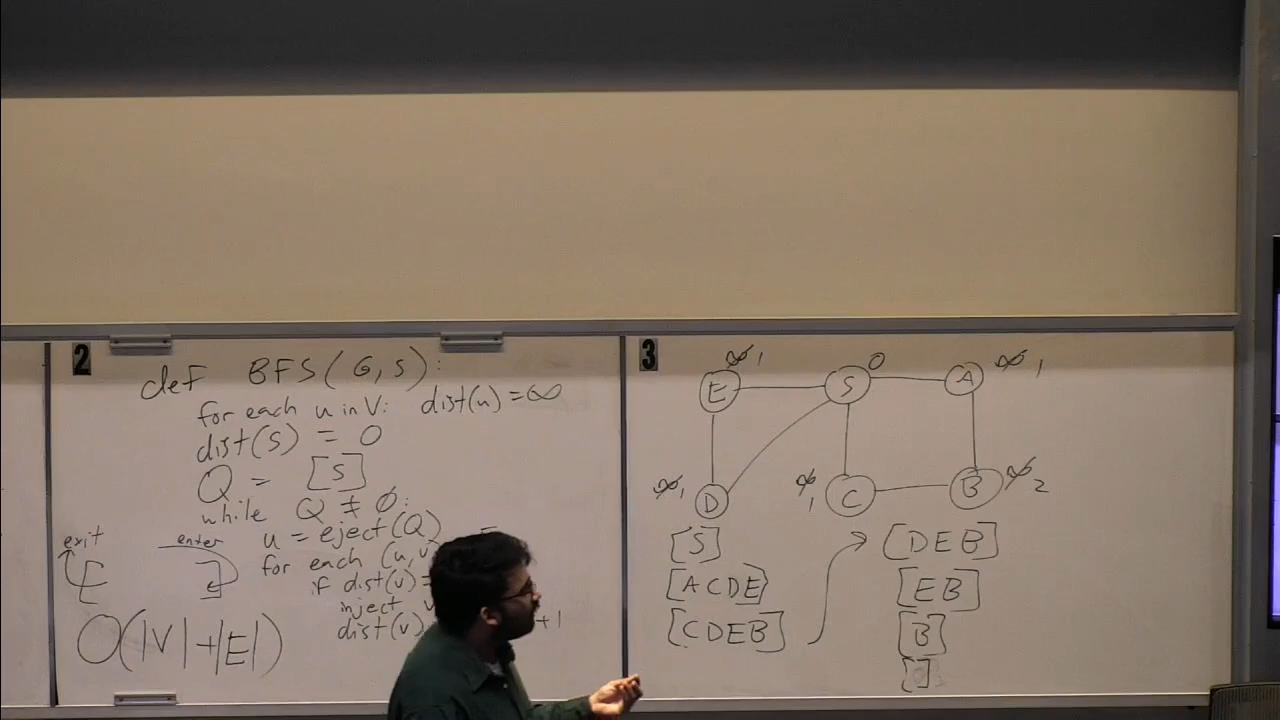 2
def BFS(G,S):
for each u in V: dist(u) = ∞
dist(S) = 0
Q = [S]
while Q ≠ ∅:
u = eject(Q)
for each (u,v
if dist(v) =
inject v
dist(v) +1
exit
enter
O(|V|+|E|)
3
E ∞ 1
S 0
A ∞ 1
D ∞ 1
C ∞ 1
B ∞ 2
[S]
[ACDE]
[CDEB]
[DEB]
[EB]
[B]
[]